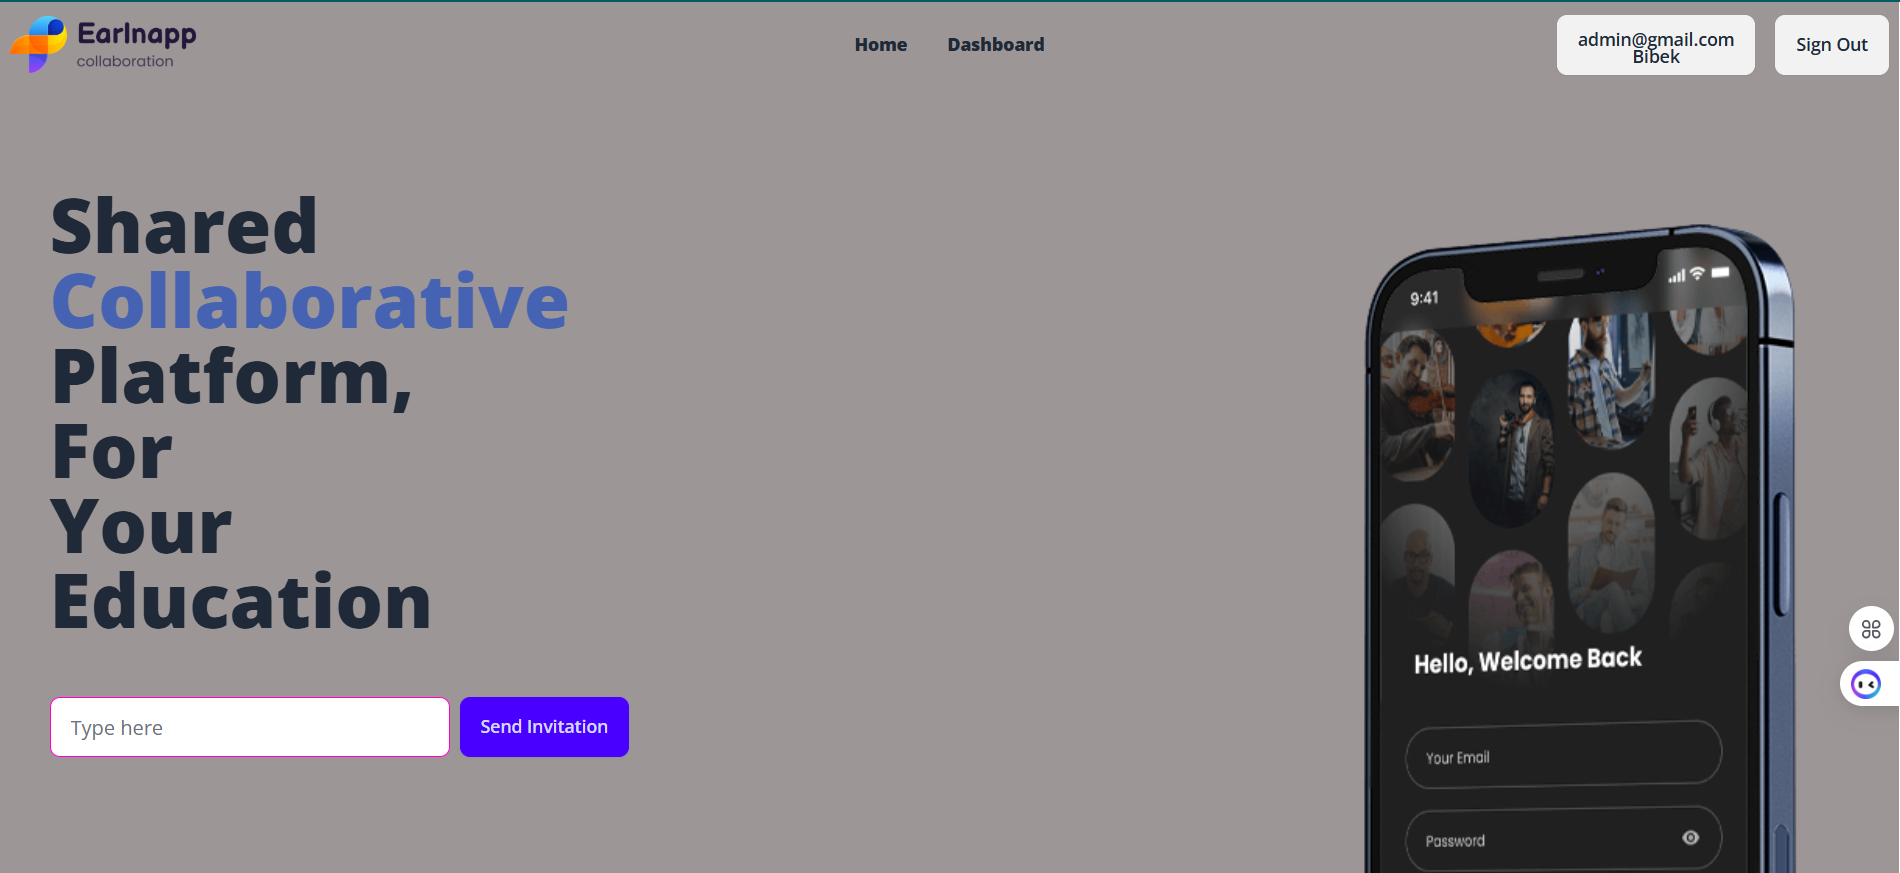 EarInapp
collaboration
Home
Dashboard
admin@gmail.com
Bibek
Sign Out
Shared
Collaborative
Platform,
For
Your
Education
Type here
Send Invitation
9:41
Hello, Welcome Back
Your Email
Password